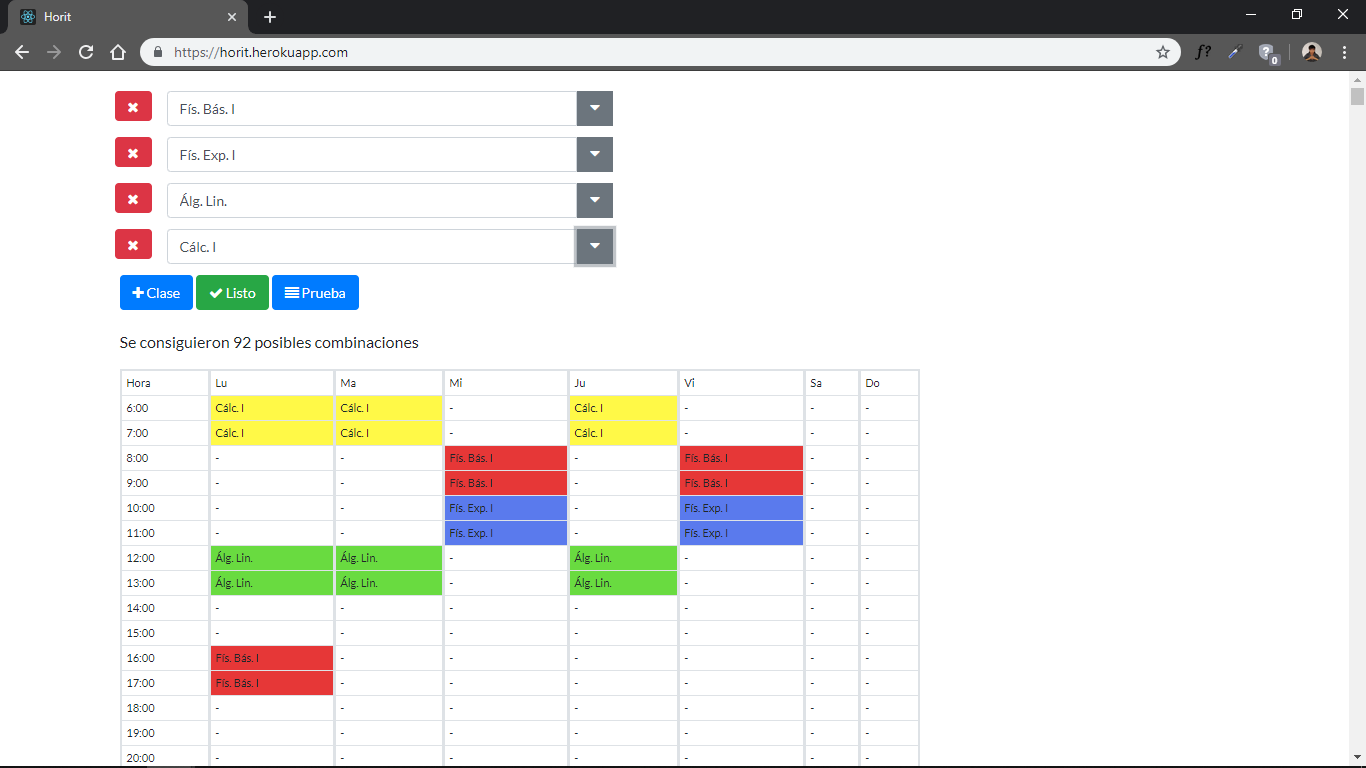 Horit
https://horit.herokuapp.com
f?
0
Fís. Bás. I
Fís. Exp. I
Álg. Lin.
Cálc. I
Clase Listo Prueba
Se consiguieron 92 posibles combinaciones
Hora Lu Ma Mi Ju Vi Sa Do
6:00 Cálc. I Cálc. I - Cálc. I - - -
7:00 Cálc. I Cálc. I - Cálc. I - - -
8:00 - - Fís. Bás. I - Fís. Bás. I - -
9:00 - - Fís. Bás. I - Fís. Bás. I - -
10:00 - - Fís. Exp. I - Fís. Exp. I - -
11:00 - - Fís. Exp. I - Fís. Exp. I - -
12:00 Álg. Lin. Álg. Lin. - Álg. Lin. - - -
13:00 Álg. Lin. Álg. Lin. - Álg. Lin. - - -
14:00 - - - - - - -
15:00 - - - - - - -
16:00 Fís. Bás. I - - - - - -
17:00 Fís. Bás. I - - - - - -
18:00 - - - - - - -
19:00 - - - - - - -
20:00 - - - - - - -